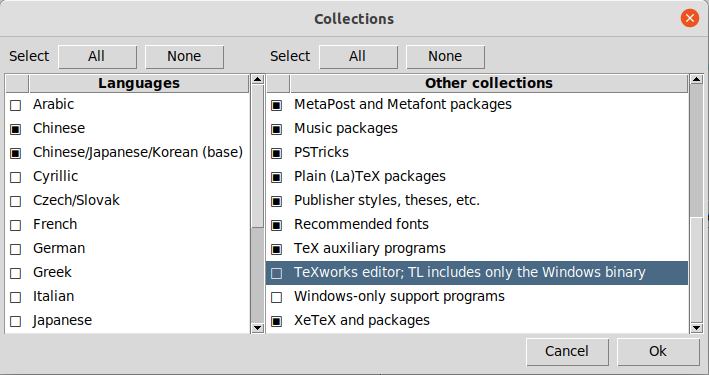 Collections
Select All None Select All None
Languages
Arabic
Chinese
Chinese/Japanese/Korean (base)
Cyrillic
Czech/Slovak
French
German
Greek
Italian
Japanese
Other collections
MetaPost and Metafont packages
Music packages
PSTricks
Plain (La)TeX packages
Publisher styles, theses, etc.
Recommended fonts
TeX auxiliary programs
TeXworks editor; TL includes only the Windows binary
Windows-only support programs
XeTeX and packages
Cancel Ok